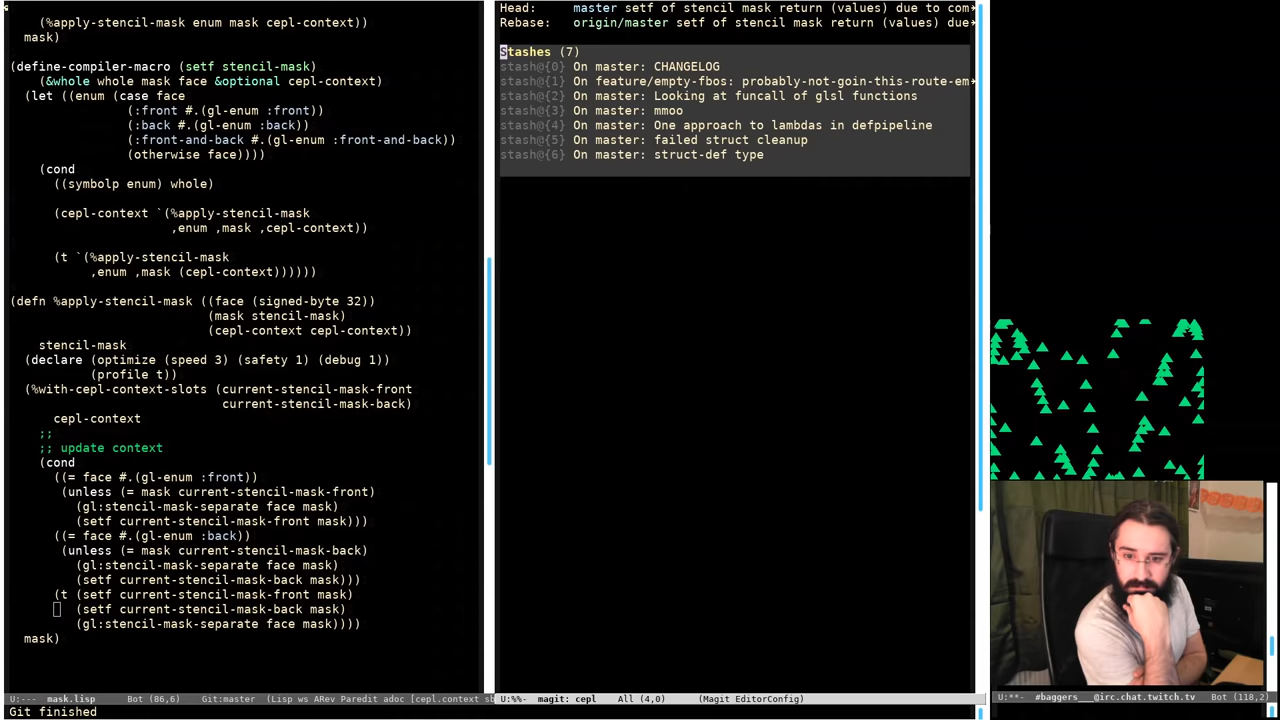 (%apply-stencil-mask enum mask cepl-context))
mask)
(define-compiler-macro (setf stencil-mask)
(&whole whole mask face &optional cepl-context)
(let ((enum (case face
(:front #.(gl-enum :front))
(:back #.(gl-enum :back))
(:front-and-back #.(gl-enum :front-and-back))
(otherwise face))))
(cond
((symbolp enum) whole)
(cepl-context `(%apply-stencil-mask
,enum ,mask ,cepl-context))
(t `(%apply-stencil-mask
,enum ,mask (cepl-context))))))
(defn %apply-stencil-mask ((face (signed-byte 32))
(mask stencil-mask)
(cepl-context cepl-context))
stencil-mask
(declare (optimize (speed 3) (safety 1) (debug 1))
(profile t))
(%with-cepl-context-slots (current-stencil-mask-front
current-stencil-mask-back)
cepl-context
;;
;; update context
(cond
((= face #.(gl-enum :front))
(unless (= mask current-stencil-mask-front)
(gl:stencil-mask-separate face mask)
(setf current-stencil-mask-front mask)))
((= face #.(gl-enum :back))
(unless (= mask current-stencil-mask-back)
(gl:stencil-mask-separate face mask)
(setf current-stencil-mask-back mask)))
(t (setf current-stencil-mask-front mask)
(setf current-stencil-mask-back mask)
(gl:stencil-mask-separate face mask))))
mask)
U:--- mask.lisp Bot (86,6) Git:master (Lisp ws ARev Paredit adoc [cepl.context sb
Git finished
Head: master setf of stencil mask return (values) due to com
Rebase: origin/master setf of stencil mask return (values) due
Stashes (7)
stash@{0} On master: CHANGELOG
stash@{1} On feature/empty-fbos: probably-not-goin-this-route-em
stash@{2} On master: Looking at funcall of glsl functions
stash@{3} On master: mmoo
stash@{4} On master: One approach to lambdas in defpipeline
stash@{5} On master: failed struct cleanup
stash@{6} On master: struct-def type
U:%%- magit: cepl All (4,0) (Magit EditorConfig)
U:**- #baggers___@irc.chat.twitch.tv Bot (118,2)